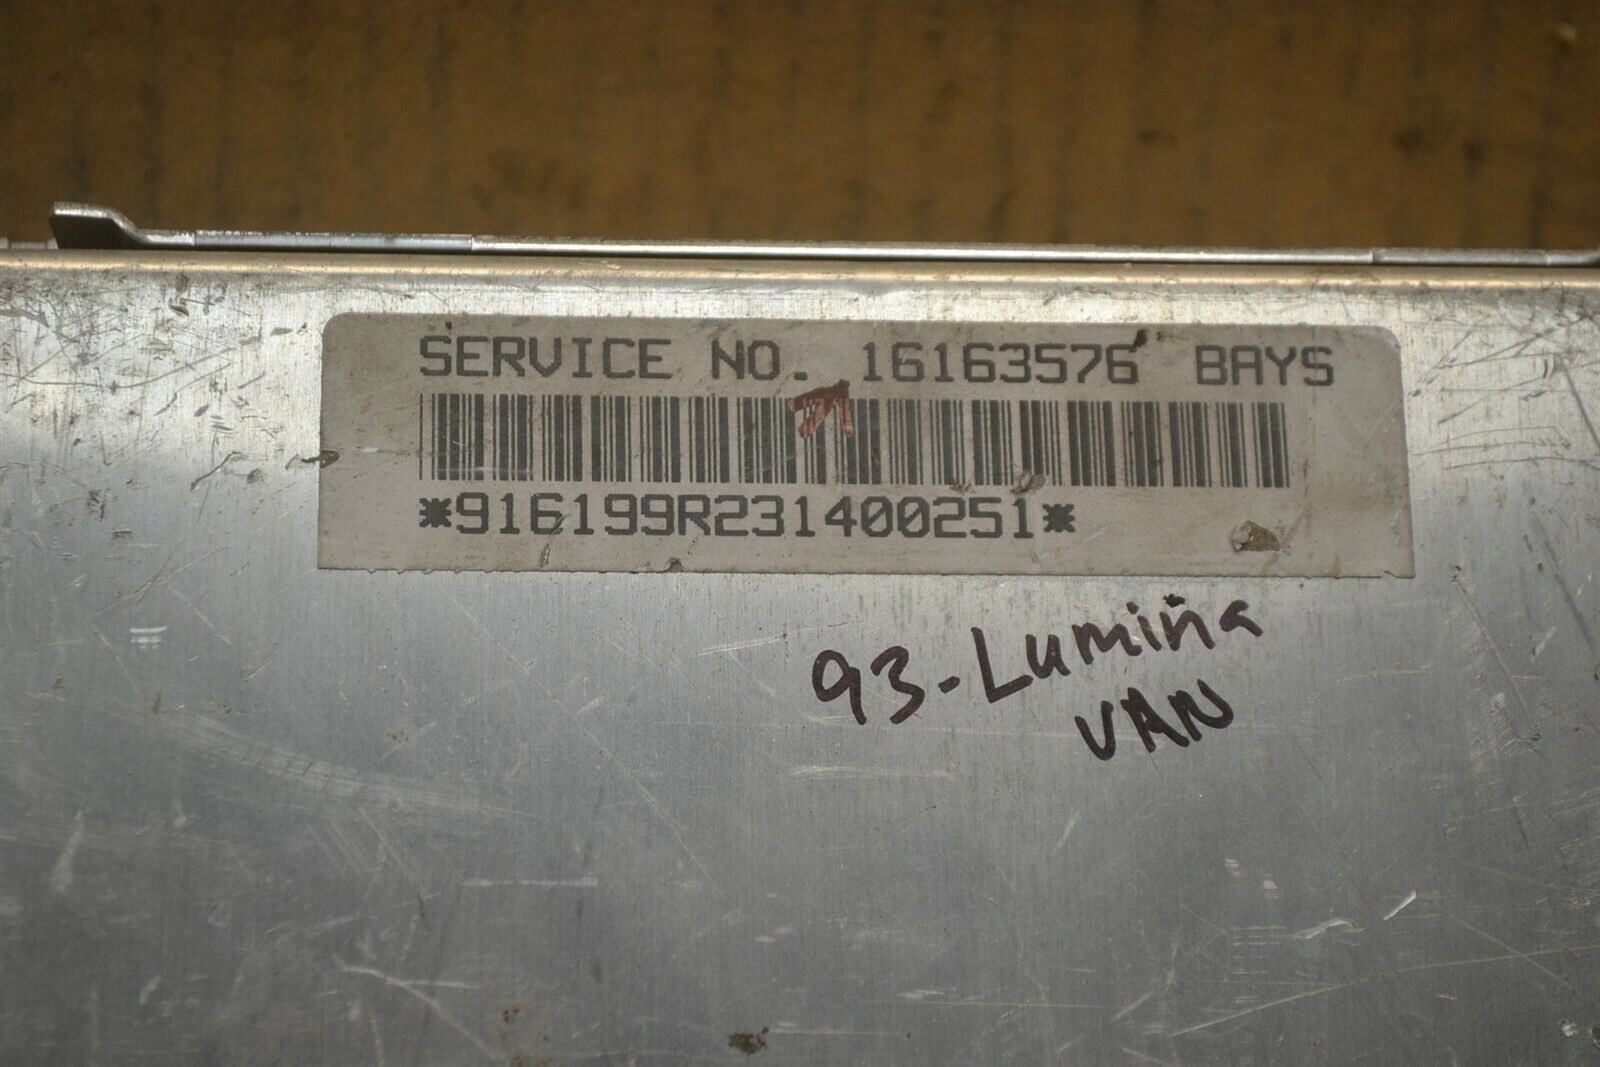 SERVICE NO. 16163576 BAYS
*916199R231400251*
93-Lumina
VAN